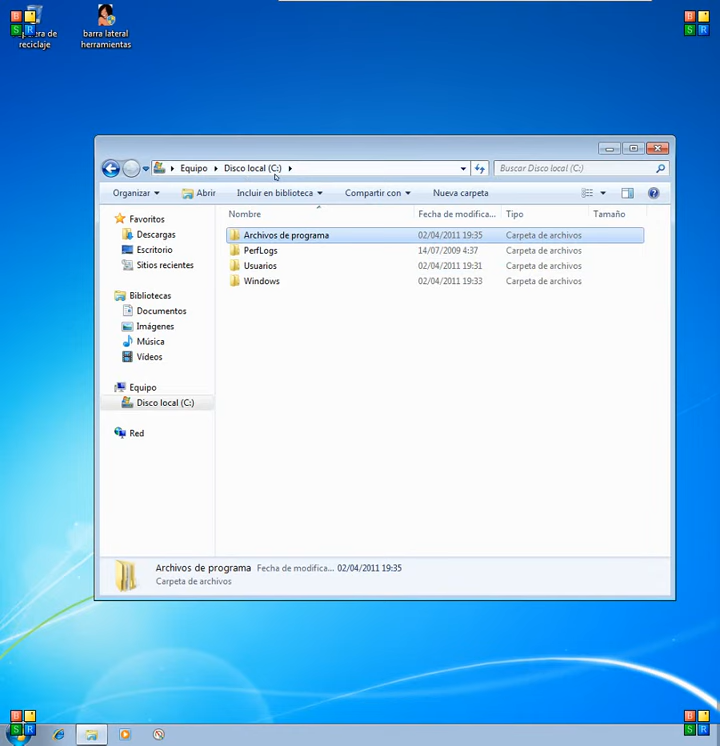 B
S R
B
S R
papelera de
reciclaje
barra lateral
herramientas
Equipo
Disco local (C:)
Buscar Disco local (C:)
Organizar
Abrir
Incluir en biblioteca
Compartir con
Nueva carpeta
Favoritos
Descargas
Escritorio
Sitios recientes
Bibliotecas
Documentos
Imágenes
Música
Vídeos
Equipo
Disco local (C:)
Red
Nombre Fecha de modifica... Tipo Tamaño
Archivos de programa 02/04/2011 19:35 Carpeta de archivos
PerfLogs 14/07/2009 4:37 Carpeta de archivos
Usuarios 02/04/2011 19:31 Carpeta de archivos
Windows 02/04/2011 19:33 Carpeta de archivos
Archivos de programa Fecha de modifica... 02/04/2011 19:35
Carpeta de archivos
B
S R
B
S R